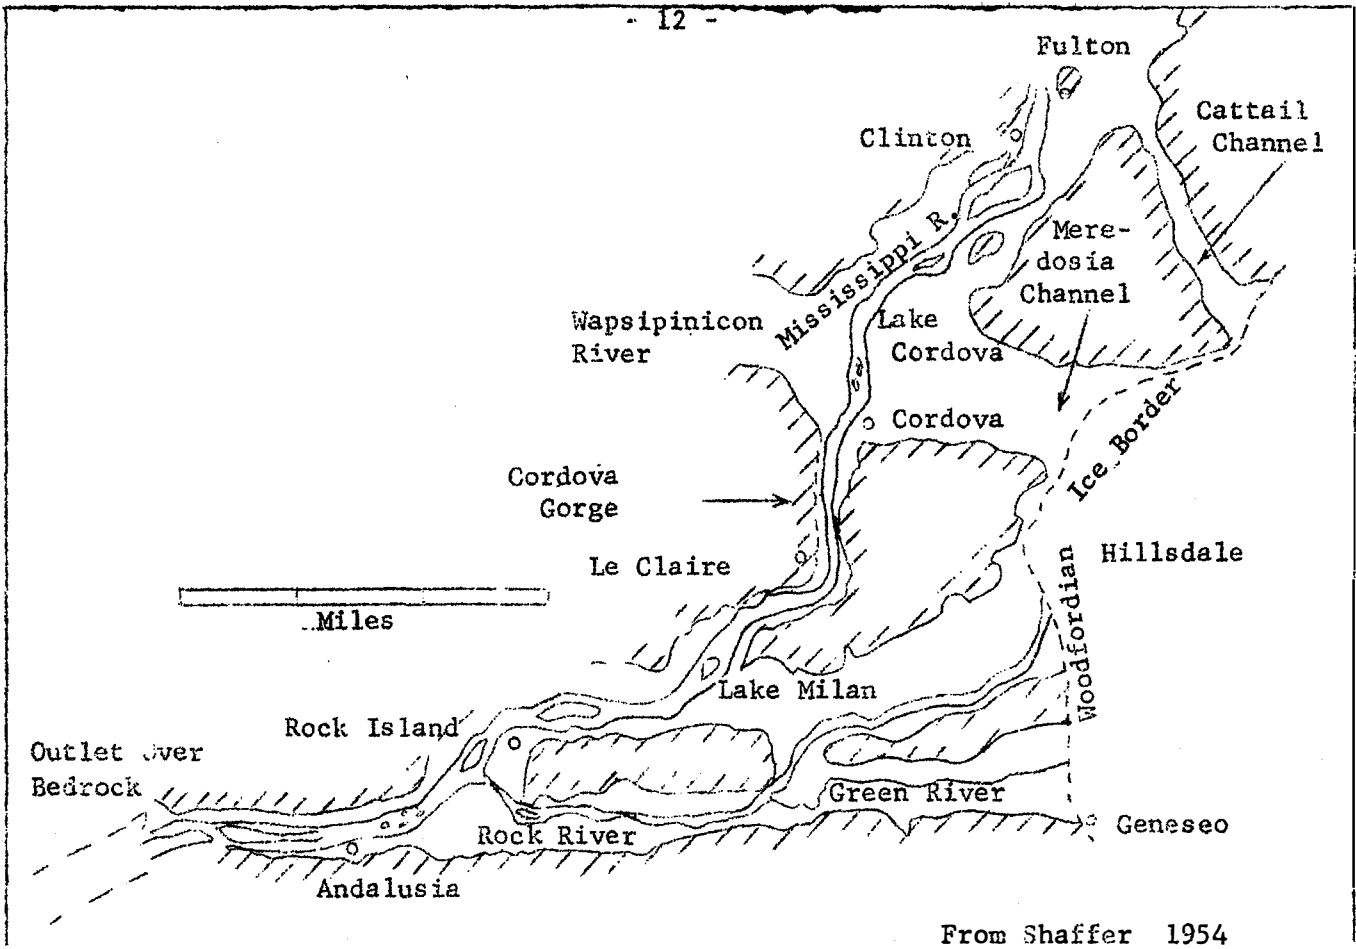 - 12 -
Fulton
Cattail
Channel
Clinton
Mississippi R.
Mere-
dosia
Channel
Wapsipinicon
River
Lake
Cordova
Cordova
Ice Border
Cordova
Gorge
Le Claire
Hillsdale
Woodfordian
Miles
Lake Milan
Rock Island
Outlet Over
Bedrock
Green River
Rock River
Geneseo
Andalusia
From Shaffer 1954